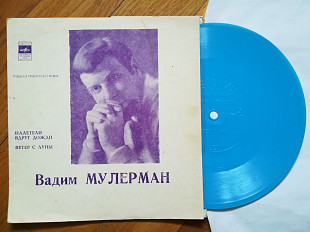 НАЛЕТЕЛИ
ВДРУГ ДОЖДИ
ВЕТЕР С ЛУНЫ
Вадим МУЛЕРМАН